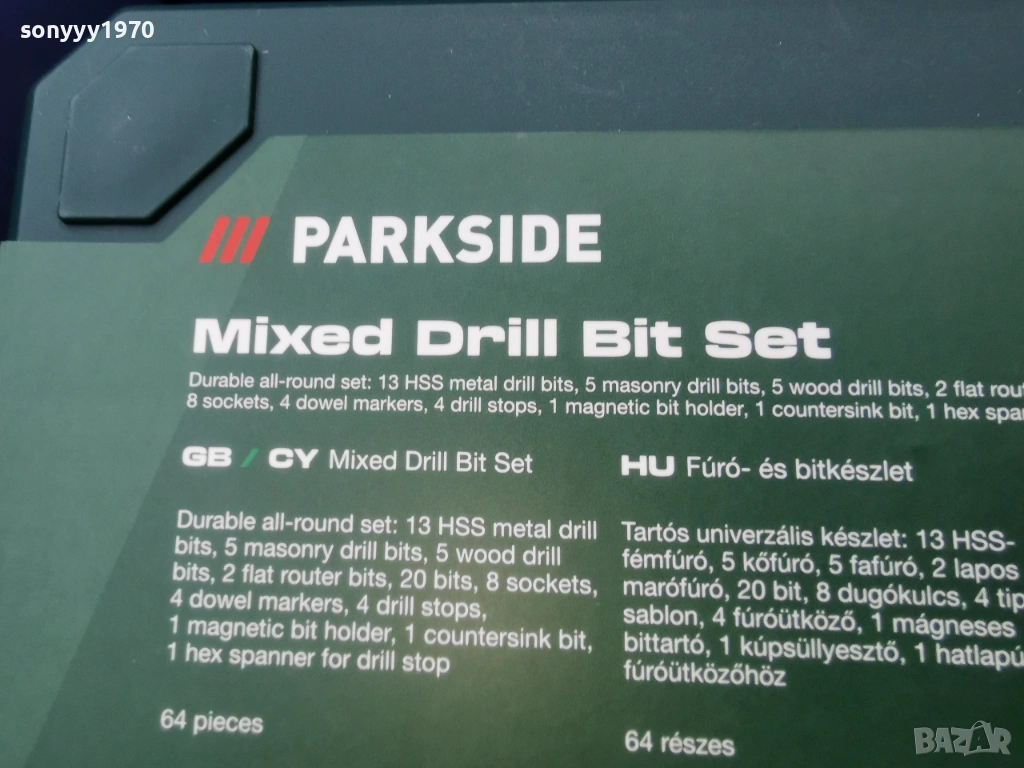 sonyyy1970
PARKSIDE
Mixed Drill Bit Set
Durable all-round set: 13 HSS metal drill bits, 5 masonry drill bits, 5 wood drill bits, 2 flat
8 sockets, 4 dowel markers, 4 drill stops, 1 magnetic bit holder, 1 countersink bit, 1 hex
GB / CY Mixed Drill Bit Set
Durable all-round set: 13 HSS metal drill
bits, 5 masonry drill bits, 5 wood drill
bits, 2 flat router bits, 20 bits, 8 sockets,
4 dowel markers, 4 drill stops,
1 magnetic bit holder, 1 countersink bit,
1 hex spanner for drill stop
64 pieces
HU Fúró- és bitkészlet
Tartós univerzális készlet: 13 HSS-
fémfúró, 5 kőfúró, 5 fafúró, 2 lapos
marófúró, 20 bit, 8 dugókulcs, 4
sablon, 4 fúróütköző, 1 mágneses
bittartó, 1 kúpsüllyesztő, 1
fúróütközőhöz
64 részes
BAZAR